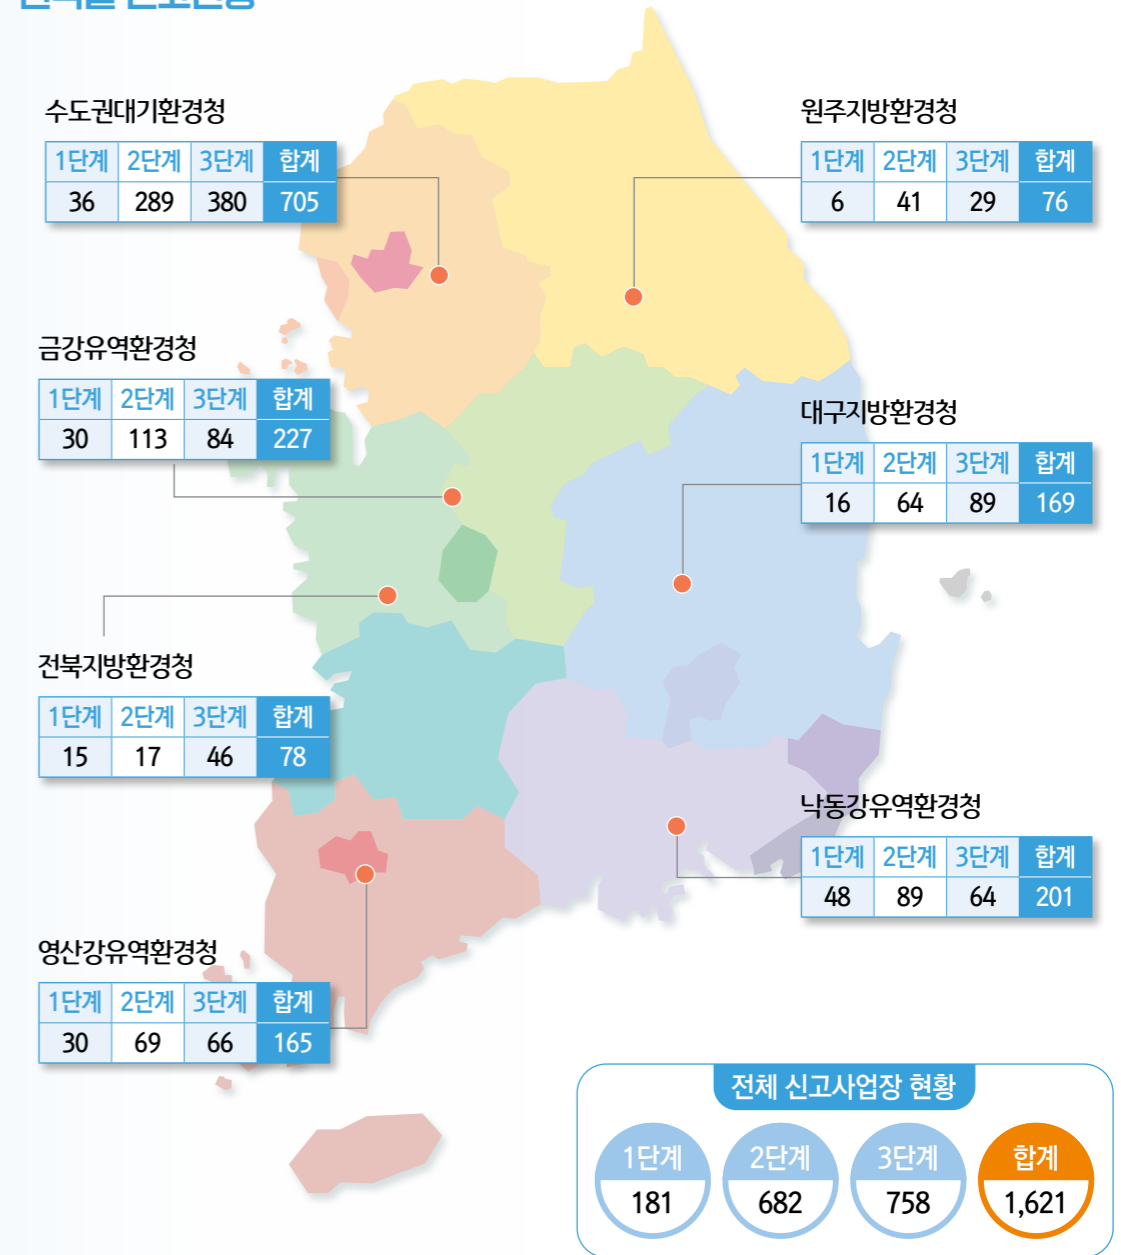 수도권대기환경청
1단계 2단계 3단계 합계
36 289 380 705
원주지방환경청
1단계 2단계 3단계 합계
6 41 29 76
금강유역환경청
1단계 2단계 3단계 합계
30 113 84 227
대구지방환경청
1단계 2단계 3단계 합계
16 64 89 169
전북지방환경청
1단계 2단계 3단계 합계
15 17 46 78
낙동강유역환경청
1단계 2단계 3단계 합계
48 89 64 201
영산강유역환경청
1단계 2단계 3단계 합계
30 69 66 165
전체 신고사업장 현황
1단계 2단계 3단계 합계
181 682 758 1,621